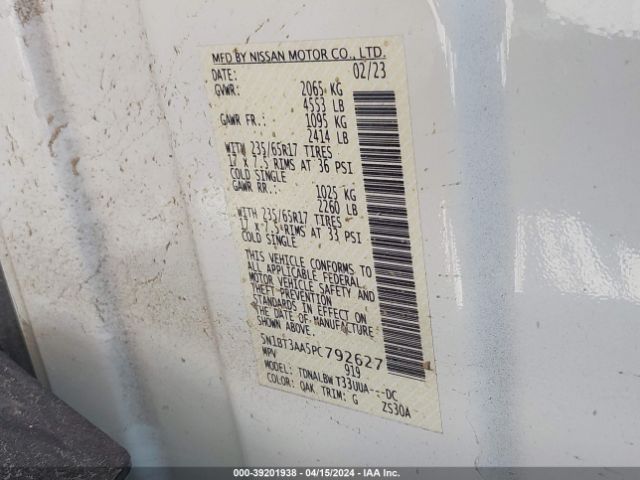 MFD BY NISSAN MOTOR CO., LTD.
DATE: 02/23
GVWR: 2065 KG
4553 LB
GAWR FR.: 1095 KG
2414 LB
WITH 235/65R17 TIRES
17 x 7.5 RIMS AT 36 PSI
COLD SINGLE
GAWR RR.: 1025 KG
2260 LB
WITH 235/65R17 TIRES
17 x 7.5 RIMS AT 33 PSI
COLD SINGLE
THIS VEHICLE CONFORMS TO
ALL APPLICABLE FEDERAL
MOTOR VEHICLE SAFETY AND
THEFT-PREVENTION
STANDARDS IN EFFECT ON
THE DATE OF MANUFACTURE
SHOWN ABOVE.
5N1BT3AA5PC792627
MPV 919
MODEL: TDNALBW T33UUA---DC
COLOR: QAK TRIM: G ZS30A
000-39201938 - 04/15/2024 - IAA Inc.